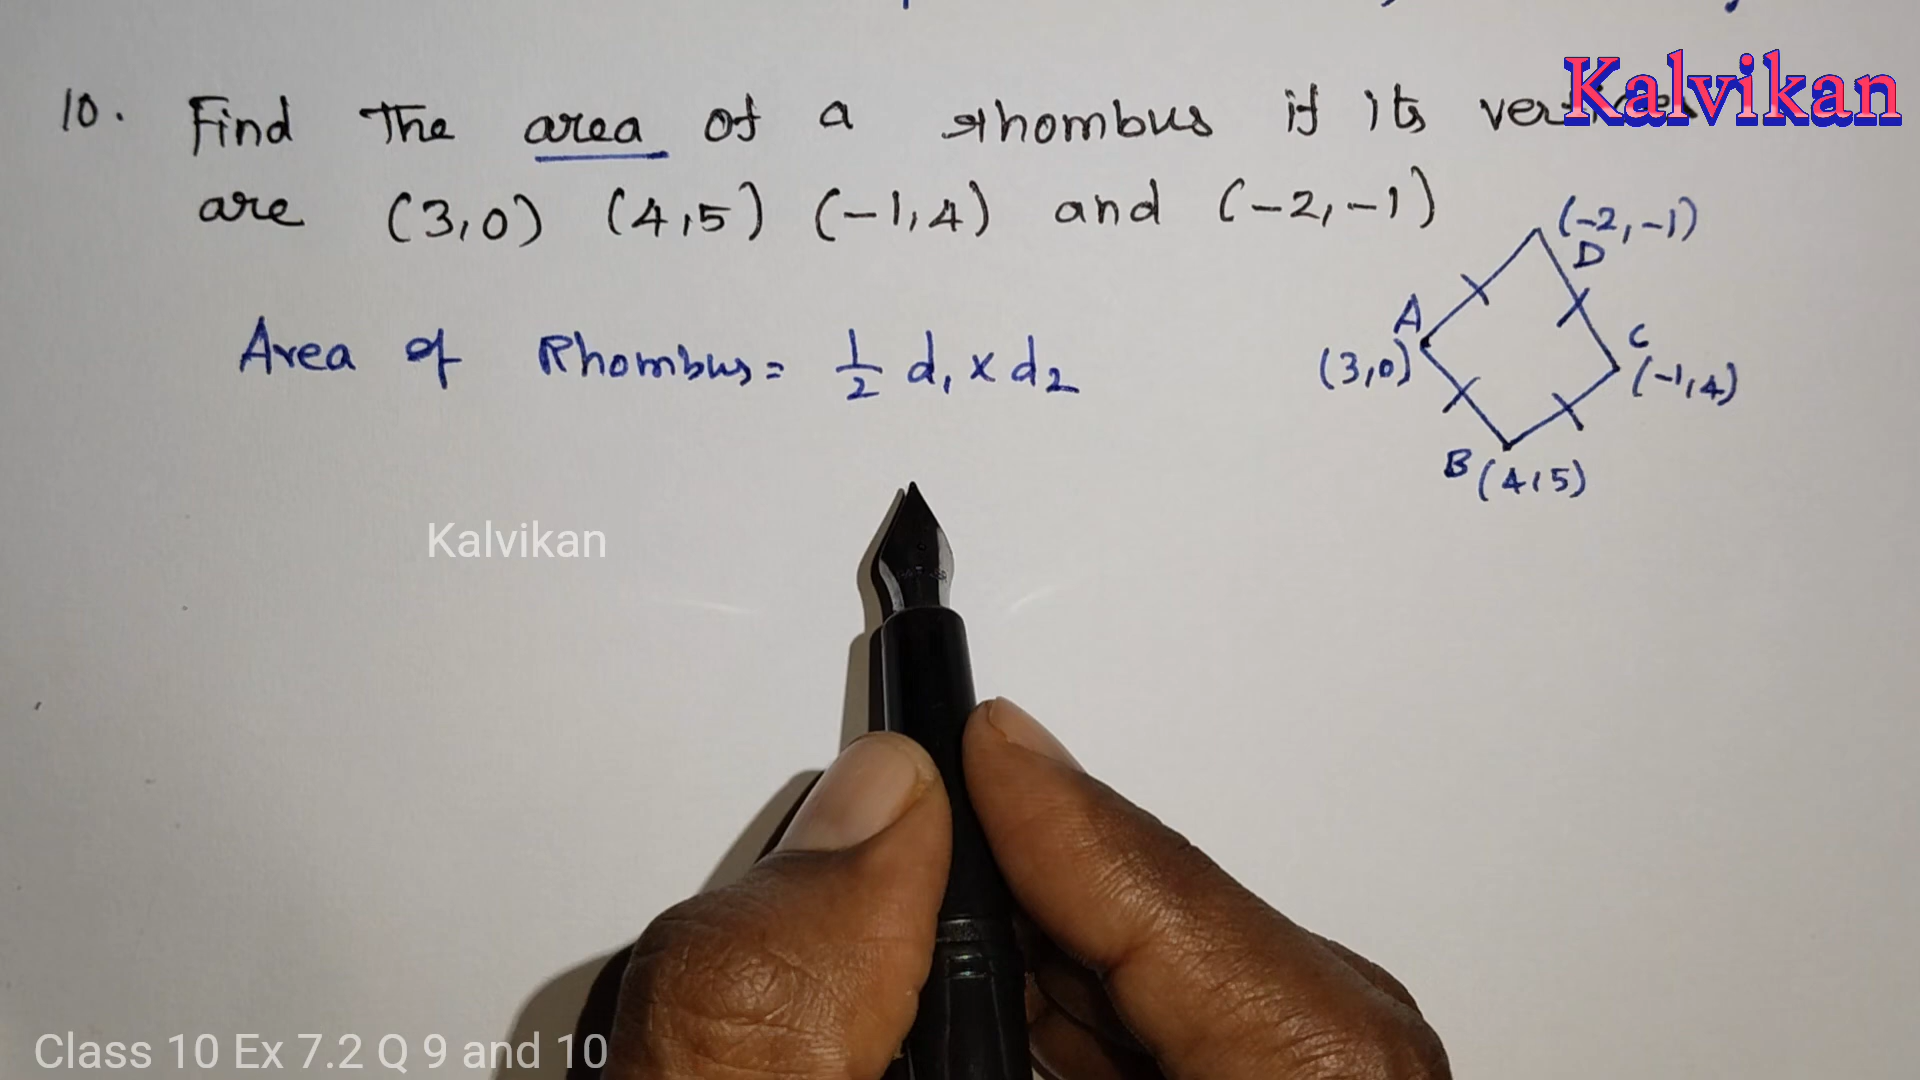 Kalvikan
10. Find The area of a rhombus if its vertices
are (3,0) (4,5) (-1,4) and (-2,-1)
(-2,-1)
D
Area of Rhombus = 1/2 d1 x d2
A
(3,0)
C
(-1,4)
B (4,5)
Kalvikan
Class 10 Ex 7.2 Q 9 and 10